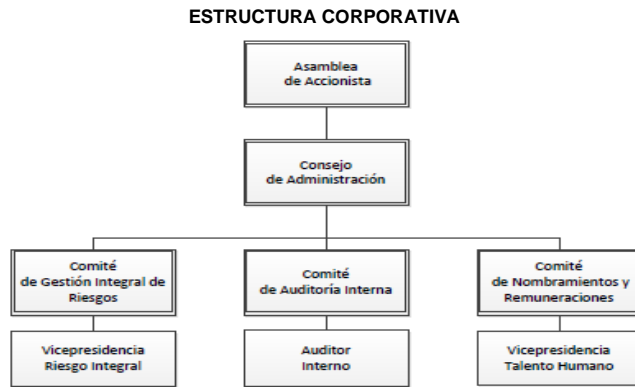 ESTRUCTURA CORPORATIVA
Asamblea
de Accionista
Consejo
de Administración
Comité
de Gestión Integral de
Riesgos
Comité
de Auditoría Interna
Comité
de Nombramientos y
Remuneraciones
Vicepresidencia
Riesgo Integral
Auditor
Interno
Vicepresidencia
Talento Humano